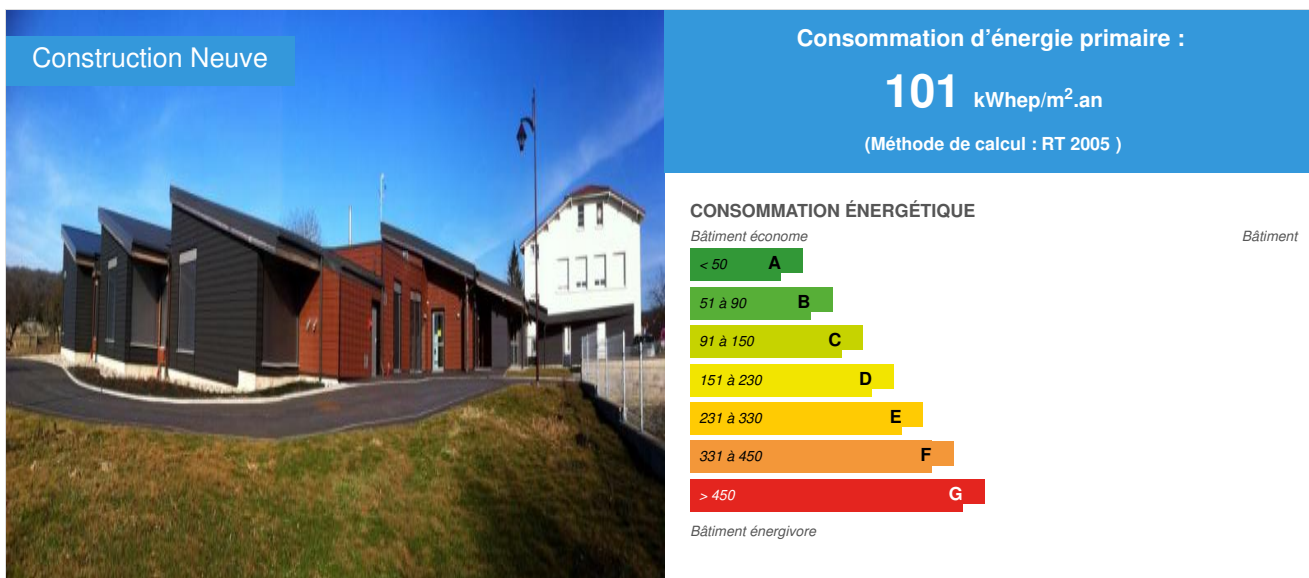 Construction Neuve
Consommation d'énergie primaire :
101 kWhep/m².an
(Méthode de calcul : RT 2005 )
CONSOMMATION ÉNERGÉTIQUE
Bâtiment économe
Bâtiment
< 50 A
51 à 90 B
91 à 150 C
151 à 230 D
231 à 330 E
331 à 450 F
> 450 G
Bâtiment énergivore